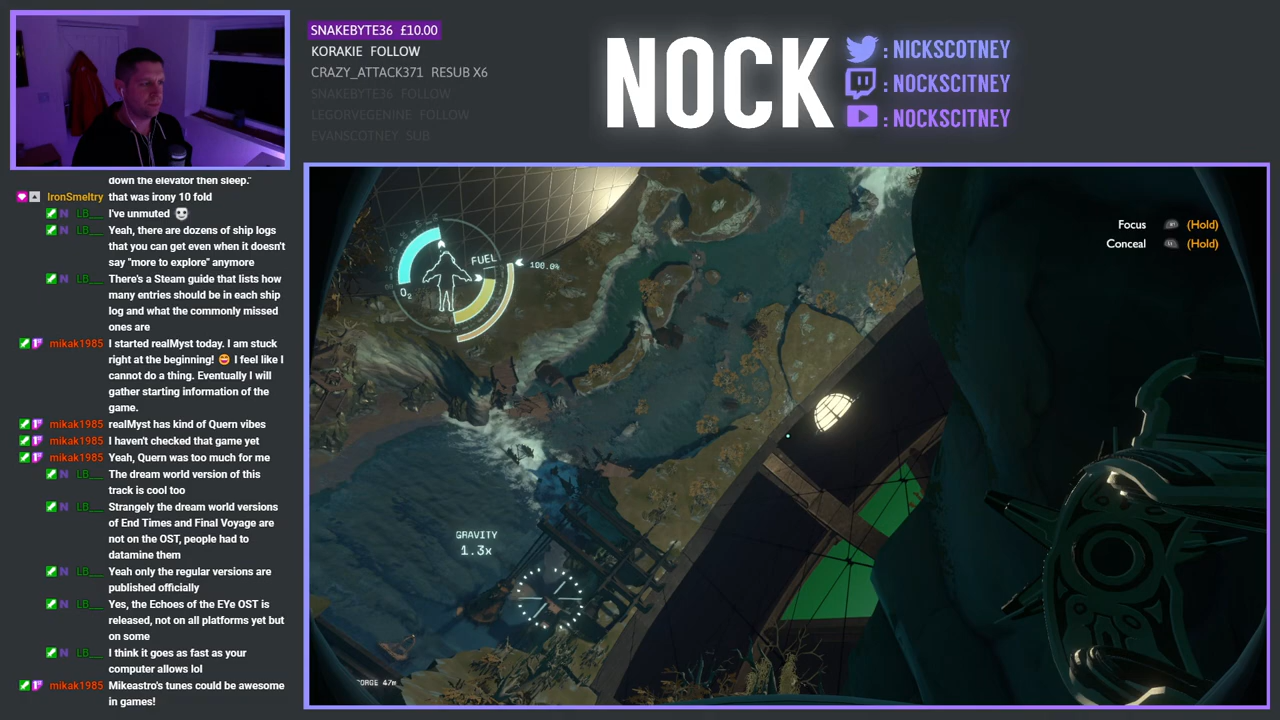 SNAKEBYTE36 £10.00
KORAKIE FOLLOW
CRAZY_ATTACK371 RESUB X6
SNAKEBYTE36 FOLLOW
LEGORVEGENINE FOLLOW
EVANSCOTNEY SUB
NOCK
: NICKSCOTNEY
: NOCKSCITNEY
: NOCKSCITNEY
down the elevator then sleep."
IronSmeltry that was irony 10 fold
LB__ I've unmuted
LB__ Yeah, there are dozens of ship logs
that you can get even when it doesn't
say "more to explore" anymore
LB__ There's a Steam guide that lists how
many entries should be in each ship
log and what the commonly missed
ones are
mikak1985 I started realMyst today. I am stuck
right at the beginning! 😄 I feel like I
cannot do a thing. Eventually I will
gather starting information of the
game.
mikak1985 realMyst has kind of Quern vibes
mikak1985 I haven't checked that game yet
mikak1985 Yeah, Quern was too much for me
LB__ The dream world version of this
track is cool too
LB__ Strangely the dream world versions
of End Times and Final Voyage are
not on the OST, people had to
datamine them
LB__ Yeah only the regular versions are
published officially
LB__ Yes, the Echoes of the EYe OST is
released, not on all platforms yet but
on some
LB__ I think it goes as fast as your
computer allows lol
mikak1985 Mikeastro's tunes could be awesome
in games!
Focus (Hold)
Conceal (Hold)
FUEL
100.0%
O₂
GRAVITY
1.3x
ORGE 47m